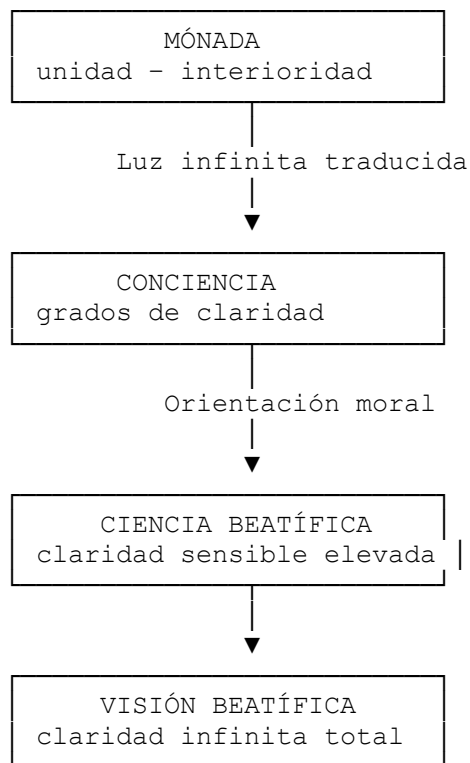 MÓNADA
unidad – interioridad
Luz infinita traducida
CONCIENCIA
grados de claridad
Orientación moral
CIENCIA BEATÍFICA
claridad sensible elevada |
VISIÓN BEATÍFICA
claridad infinita total